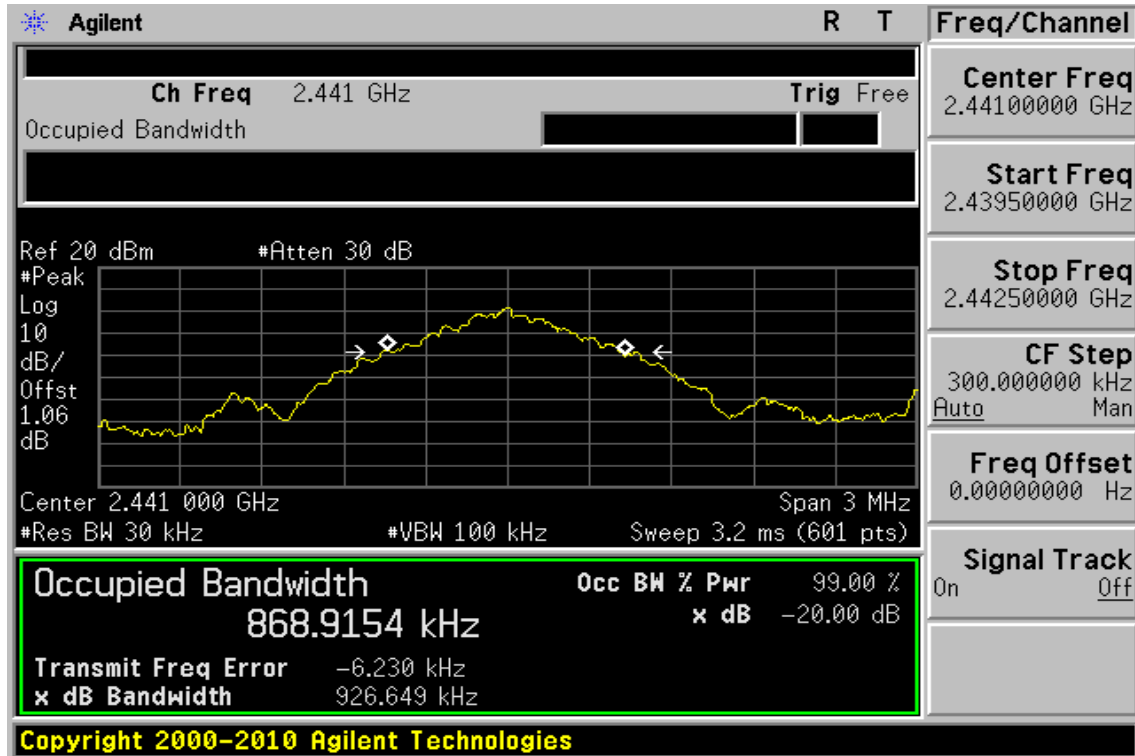 Agilent R T
Ch Freq 2.441 GHz Trig Free
Occupied Bandwidth
Ref 20 dBm #Atten 30 dB
#Peak
Log
10
dB/
Offst
1.06
dB
Center 2.441 000 GHz Span 3 MHz
#Res BW 30 kHz #VBW 100 kHz Sweep 3.2 ms (601 pts)
Occupied Bandwidth Occ BW % Pwr 99.00 %
868.9154 kHz x dB -20.00 dB
Transmit Freq Error -6.230 kHz
x dB Bandwidth 926.649 kHz
Copyright 2000-2010 Agilent Technologies
Freq/Channel
Center Freq
2.44100000 GHz
Start Freq
2.43950000 GHz
Stop Freq
2.44250000 GHz
CF Step
300.000000 kHz
Auto Man
Freq Offset
0.00000000 Hz
Signal Track
On Off